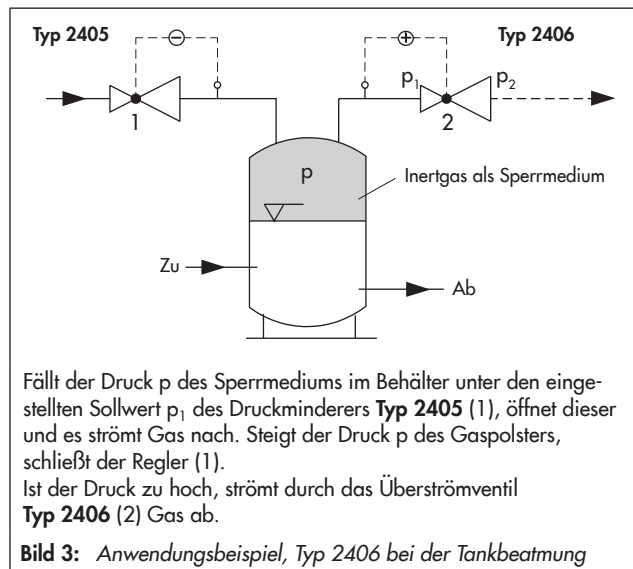 Typ 2405
Typ 2406
−
+
p₁
p₂
1
2
p
Inertgas als Sperrmedium
Zu
Ab
Fällt der Druck p des Sperrmediums im Behälter unter den einge-
stellten Sollwert p₁ des Druckminderers Typ 2405 (1), öffnet dieser
und es strömt Gas nach. Steigt der Druck p des Gaspolsters,
schließt der Regler (1).
Ist der Druck zu hoch, strömt durch das Überströmventil
Typ 2406 (2) Gas ab.
Bild 3: Anwendungsbeispiel, Typ 2406 bei der Tankbeatmung